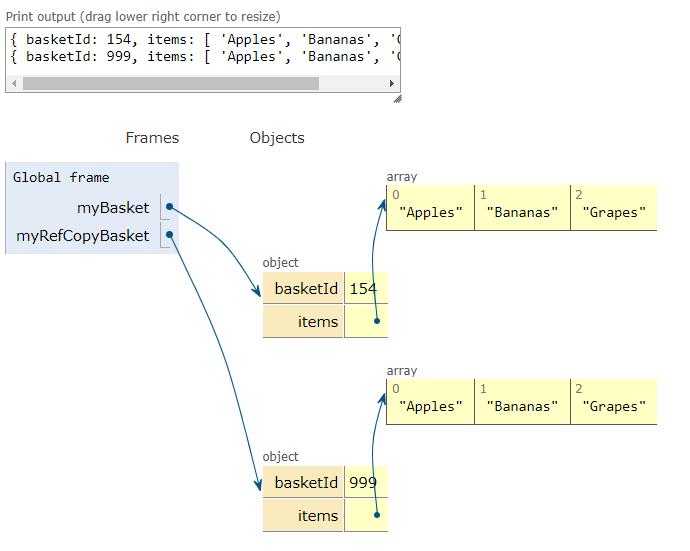 Print output (drag lower right corner to resize)
{ basketId: 154, items: [ 'Apples', 'Bananas', '
{ basketId: 999, items: [ 'Apples', 'Bananas', '
Frames Objects
Global frame
myBasket
myRefCopyBasket
array
0 1 2
"Apples" "Bananas" "Grapes"
object
basketId 154
items
array
0 1 2
"Apples" "Bananas" "Grapes"
object
basketId 999
items